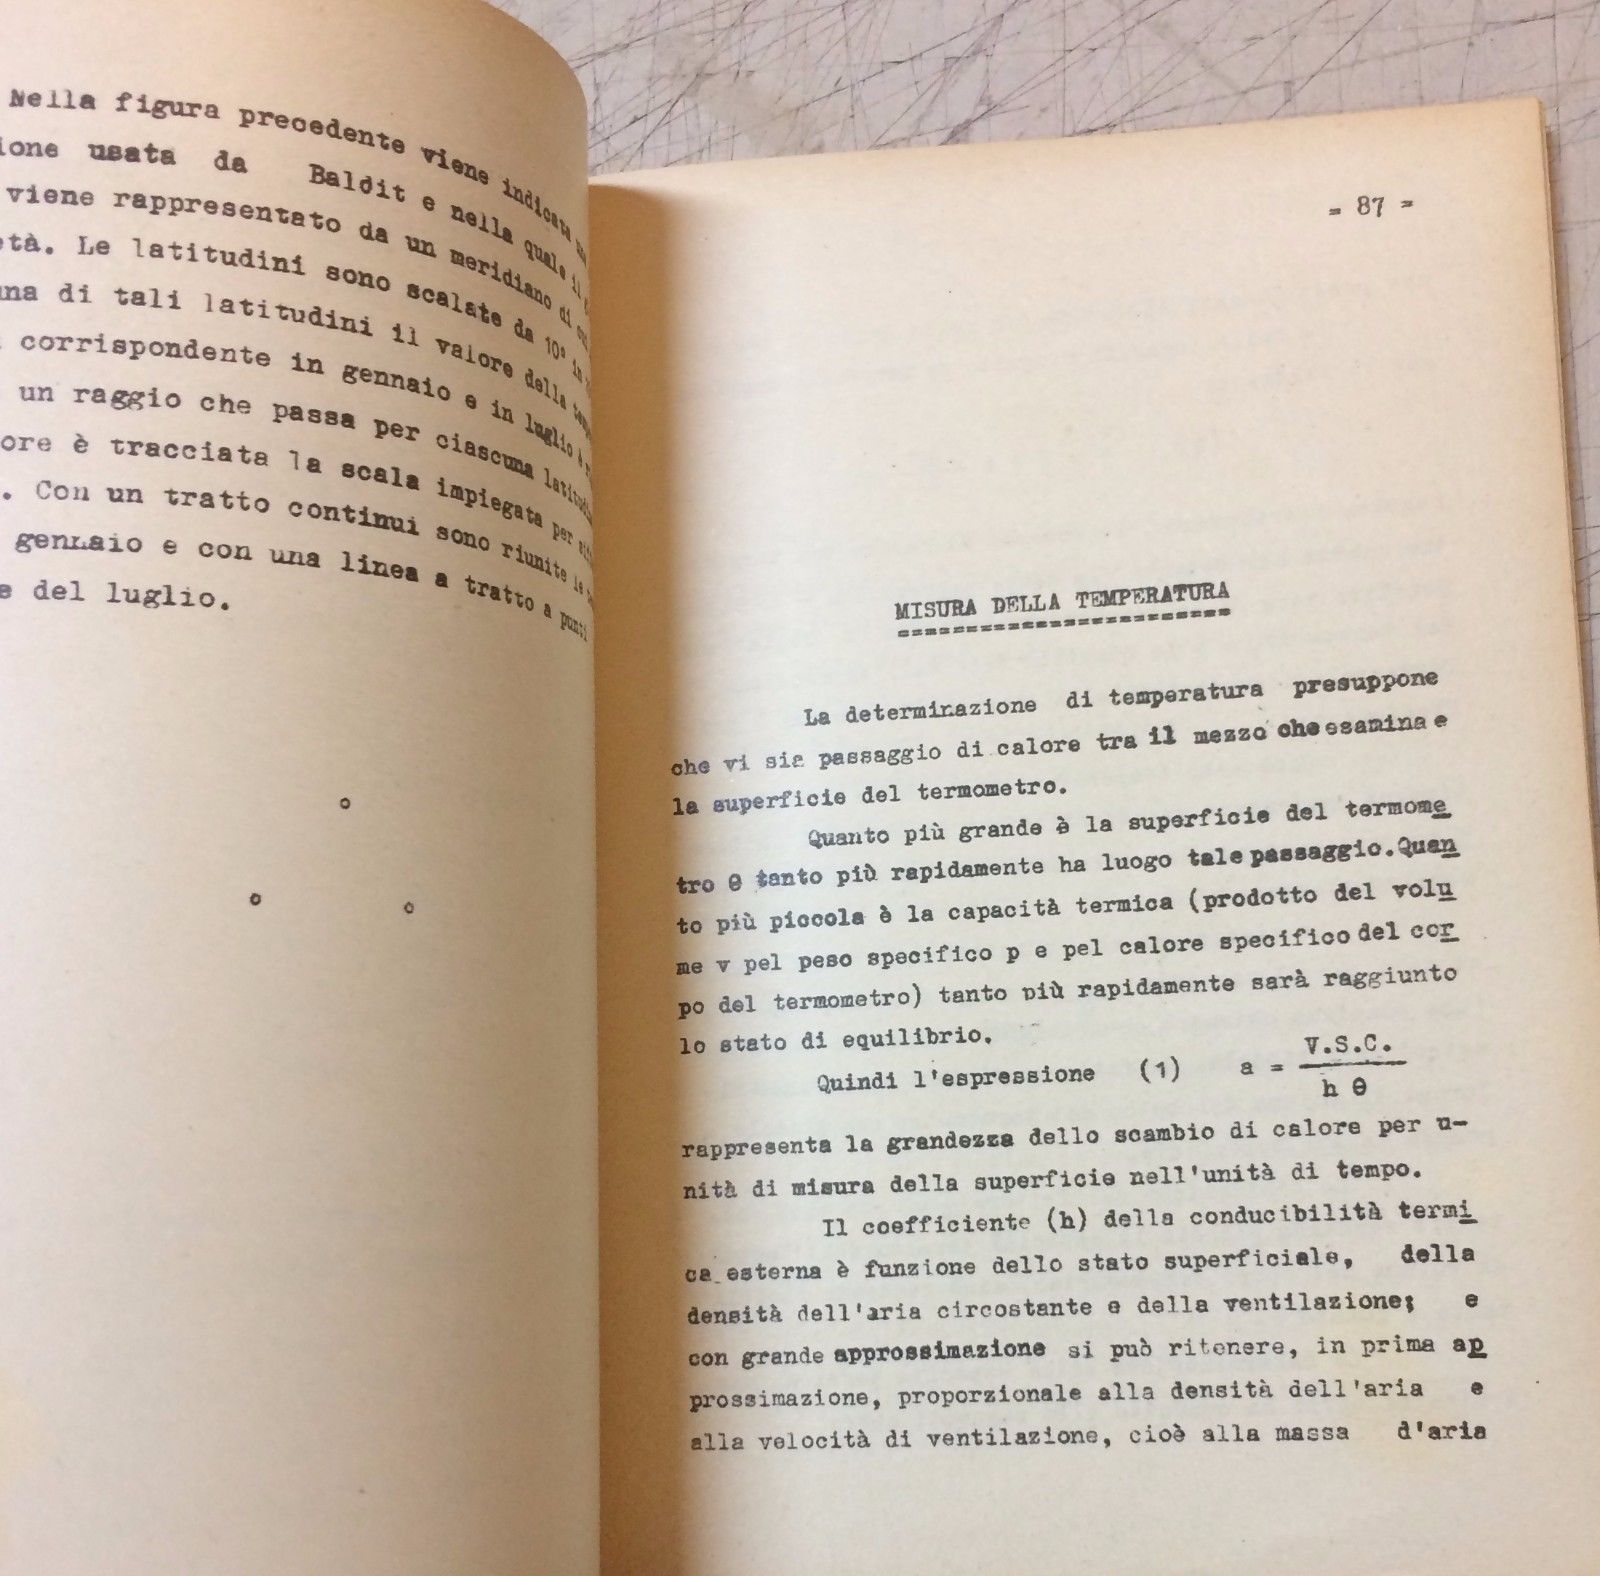 Nella figura precedente viene indicata
ione usata da Baldit e nella quale il
viene rappresentato da un meridiano di
età. Le latitudini sono scalate da 10° in
na di tali latitudini il valore della
corrispondente in gennaio e in luglio è
un raggio che passa per ciascuna
ore è tracciata la scala impiegata per
. Con un tratto continui sono riunite le
gennaio e con una linea a tratto a punti
e del luglio.
= 87 =
MISURA DELLA TEMPERATURA
La determinazione di temperatura presuppone
che vi sia passaggio di calore tra il mezzo che esamina e
la superficie del termometro.
Quanto più grande è la superficie del termome
tro θ tanto più rapidamente ha luogo tale passaggio. Quan
to più piccola è la capacità termica (prodotto del volu
me v pel peso specifico p e pel calore specifico del cor
po del termometro) tanto più rapidamente sarà raggiunto
lo stato di equilibrio.
Quindi l'espressione (1) a = V.S.C.
h θ
rappresenta la grandezza dello scambio di calore per u-
nità di misura della superficie nell'unità di tempo.
Il coefficiente (h) della conducibilità termi
ca esterna è funzione dello stato superficiale, della
densità dell'aria circostante e della ventilazione; e
con grande approssimazione si può ritenere, in prima ap
prossimazione, proporzionale alla densità dell'aria e
alla velocità di ventilazione, cioè alla massa d'aria